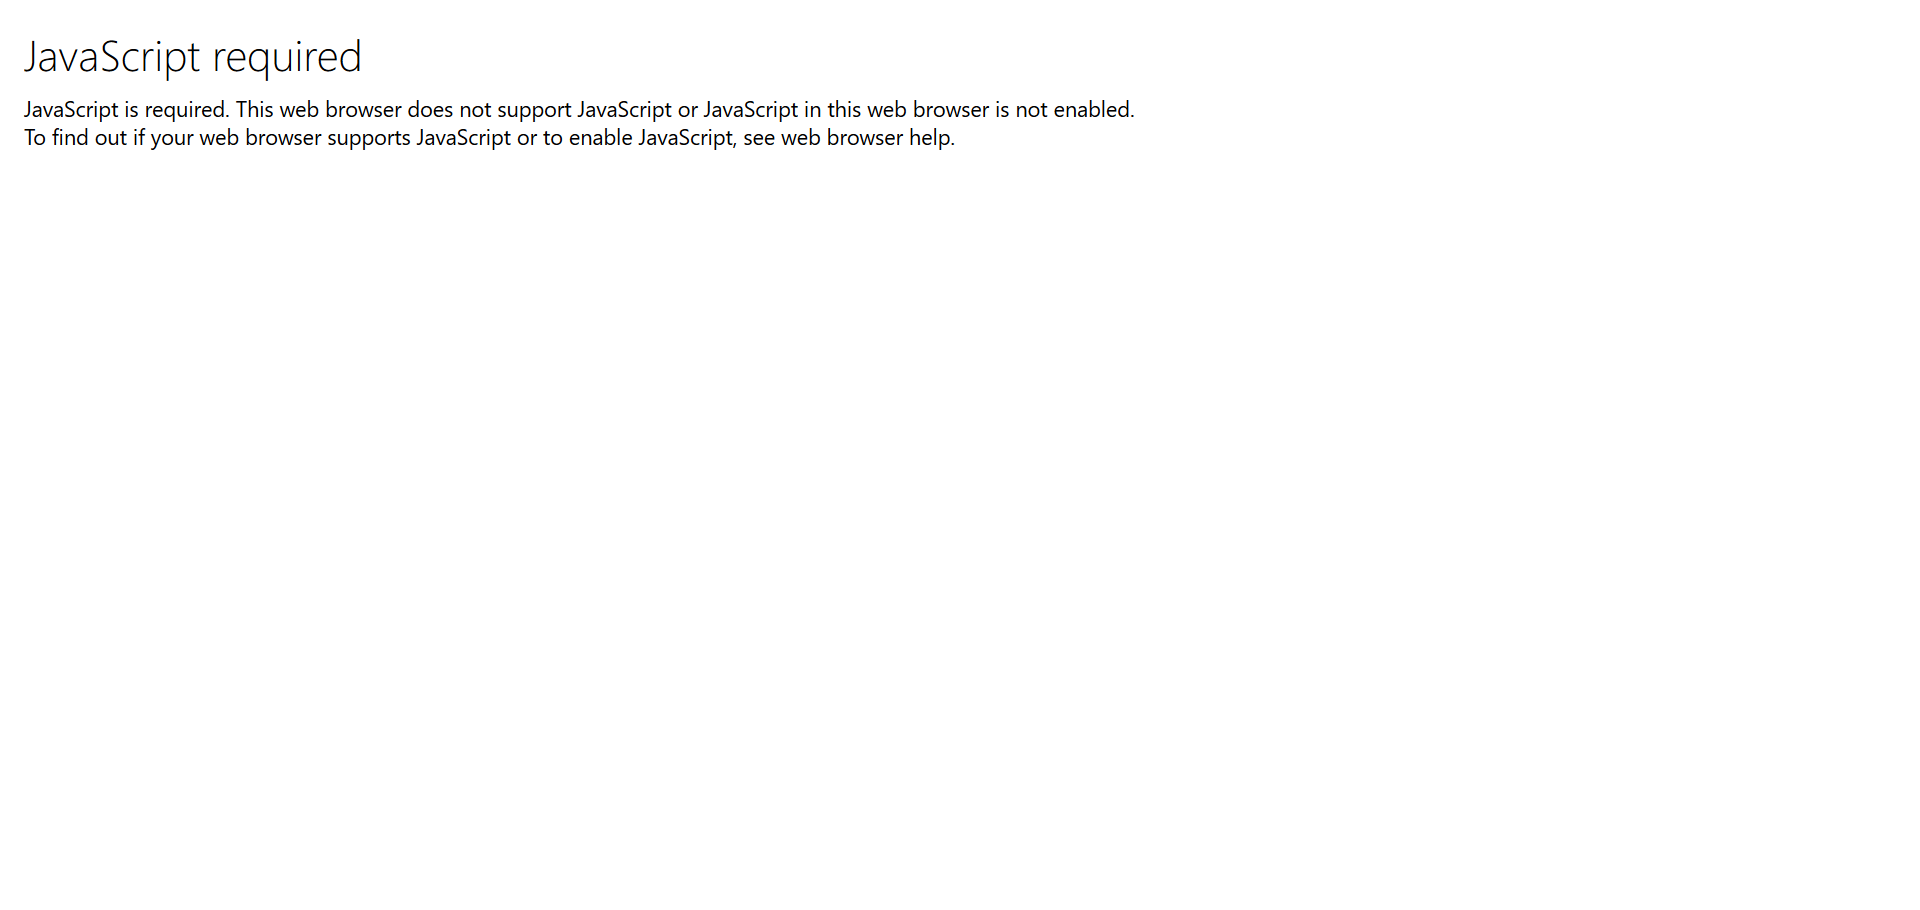 JavaScript required
JavaScript is required. This web browser does not support JavaScript or JavaScript in this web browser is not enabled.
To find out if your web browser supports JavaScript or to enable JavaScript, see web browser help.